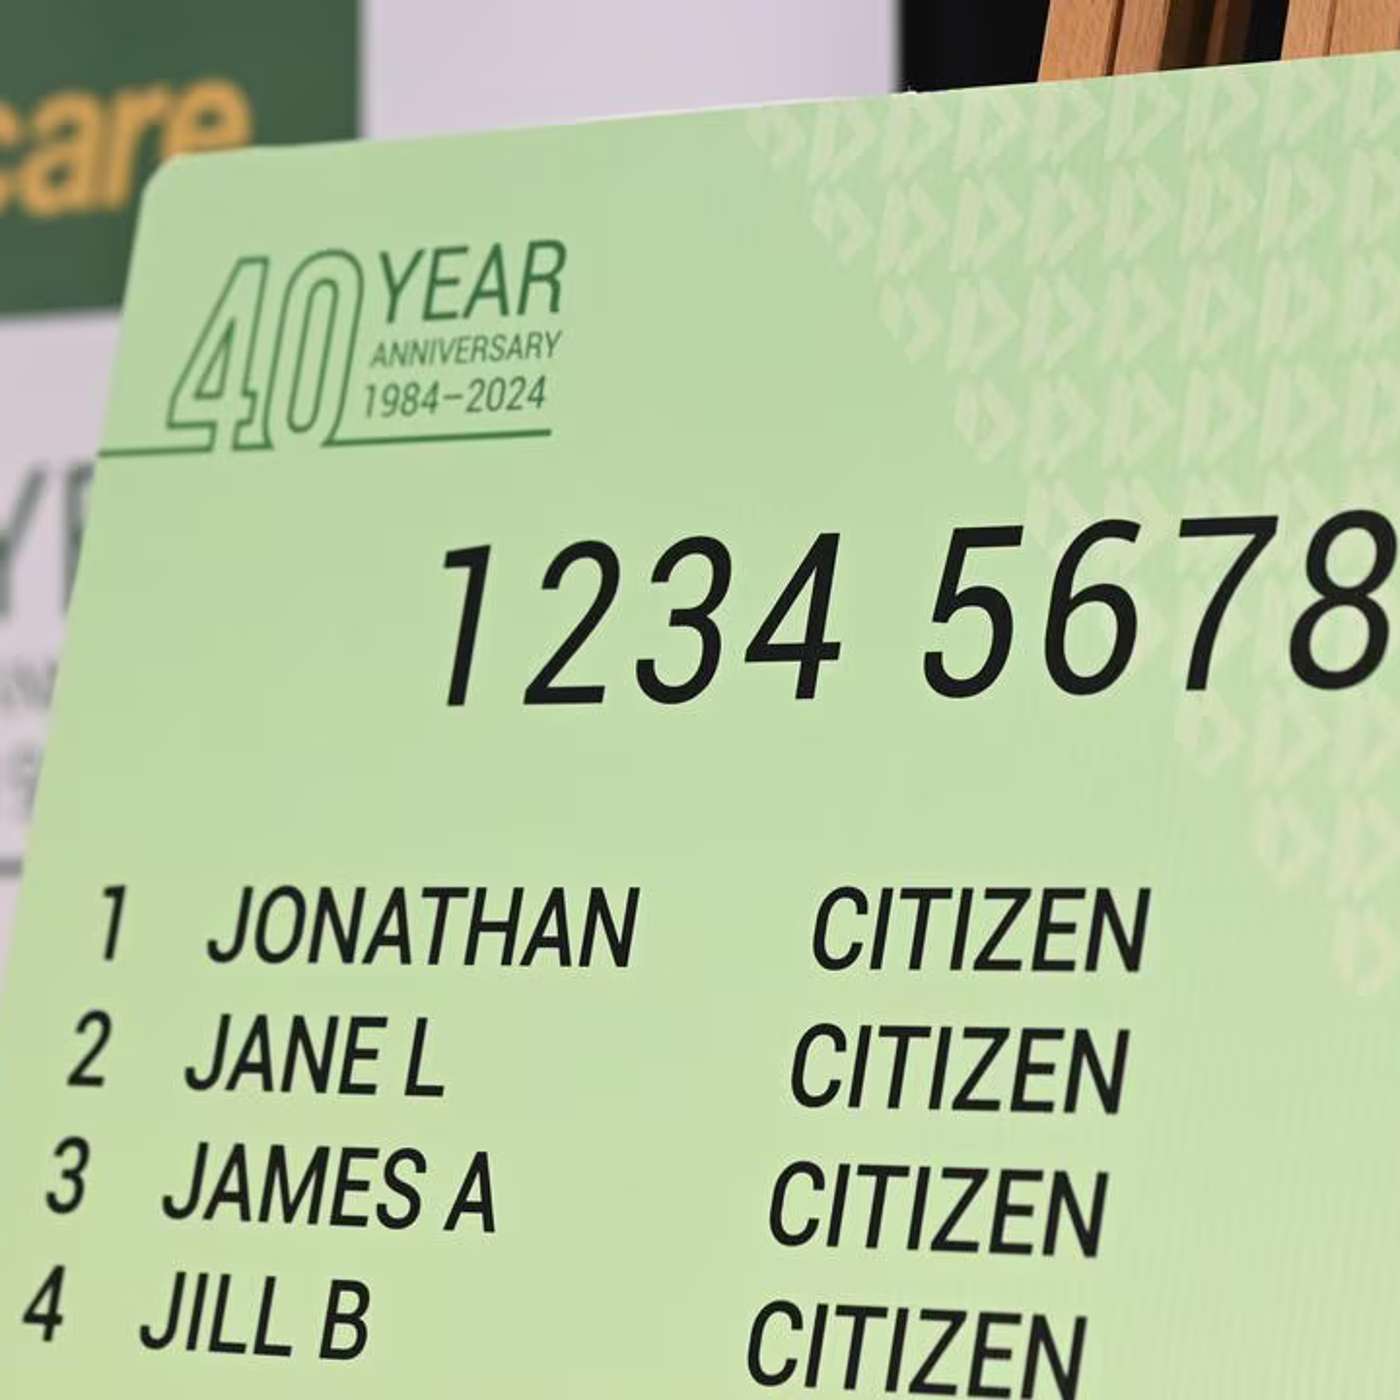 care
40 YEAR
ANNIVERSARY
1984–2024
1234 5678
1 JONATHAN CITIZEN
2 JANE L CITIZEN
3 JAMES A CITIZEN
4 JILL B CITIZEN